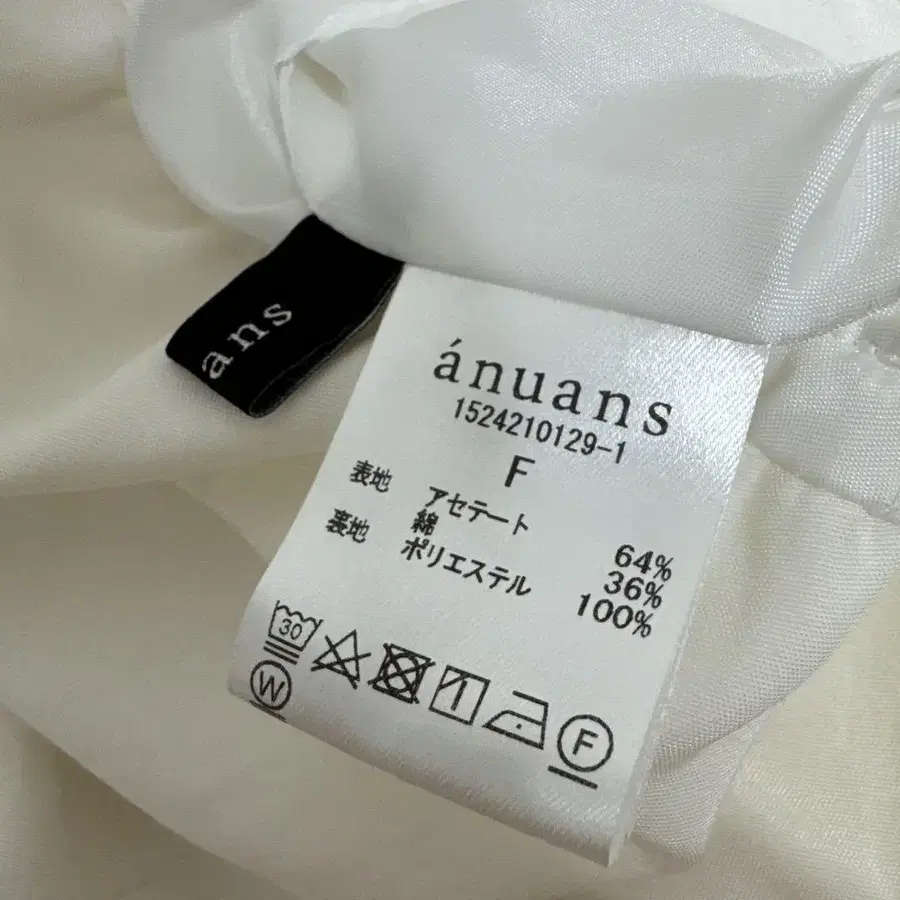 ans
ánuans
1524210129-1
F
表地 アセテート 64%
綿 36%
裏地 ポリエステル 100%
30
W
F